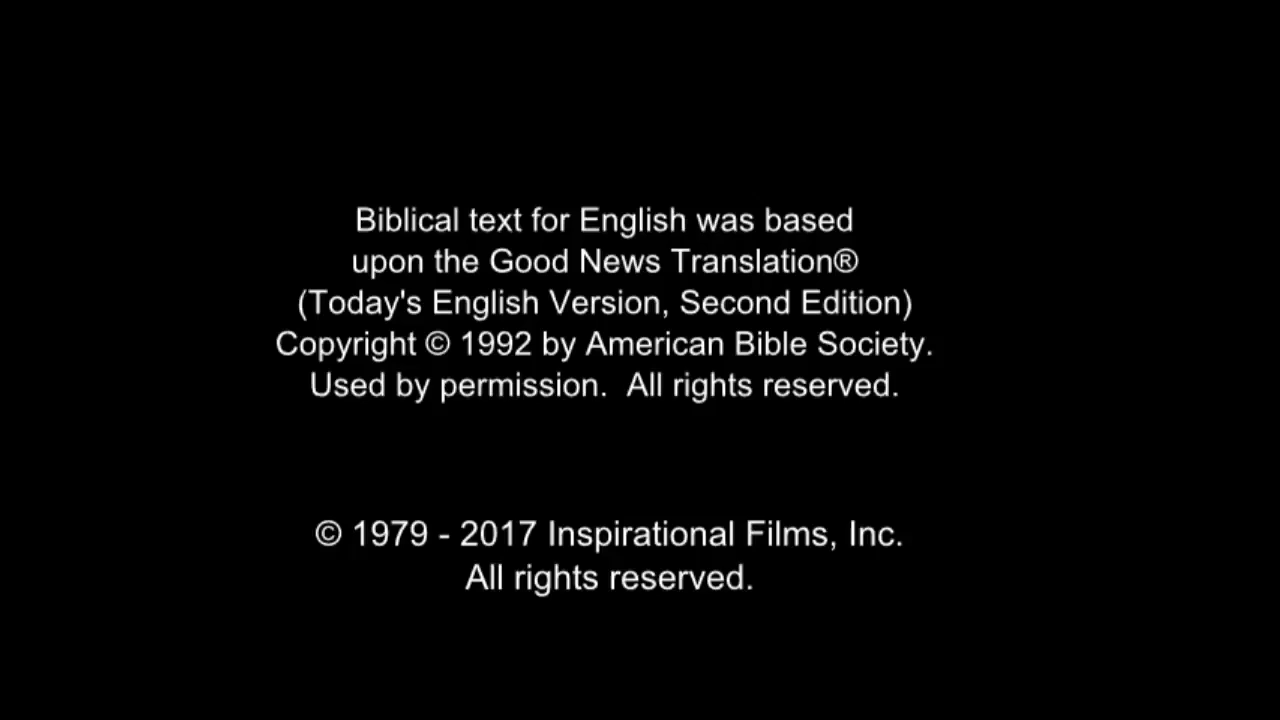 Biblical text for English was based
upon the Good News Translation®
(Today's English Version, Second Edition)
Copyright © 1992 by American Bible Society.
Used by permission.  All rights reserved.
© 1979 - 2017 Inspirational Films, Inc.
All rights reserved.